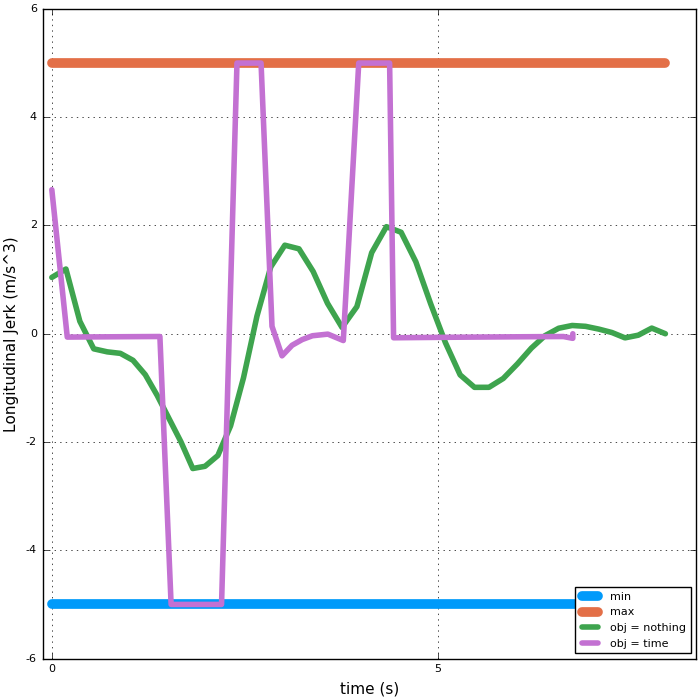 6
4
2
0
-2
-4
-6
Longitudinal Jerk (m/s^3)
0
5
time (s)
min
max
obj = nothing
obj = time